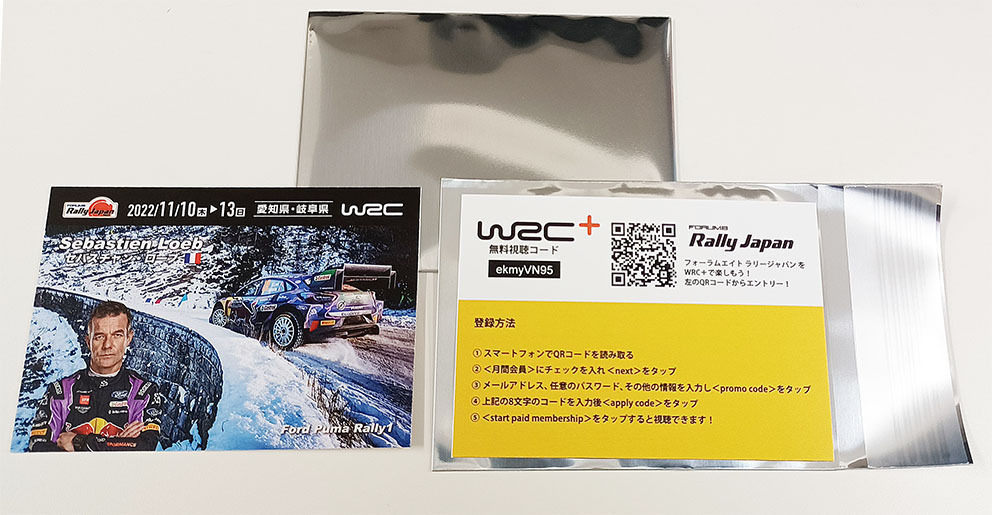 FORUM8
Rally Japan
2022/11/10木▶13日 愛知県・岐阜県 WRC
Sébastien Loeb
セバスチャン・ローブ
Ford Puma Rally1
Red Bull
WRC+
無料視聴コード
ekmyVN95
FORUM8
Rally Japan
フォーラムエイト ラリージャパンを
WRC+で楽しもう!
左のQRコードからエントリー!
登録方法
① スマートフォンでQRコードを読み取る
② <月間会員>にチェックを入れ<next>をタップ
③ メールアドレス、任意のパスワード、その他の情報を入力し<promo code>をタップ
④ 上記の8文字のコードを入力後<apply code>をタップ
⑤ <start paid membership>をタップすると視聴できます!